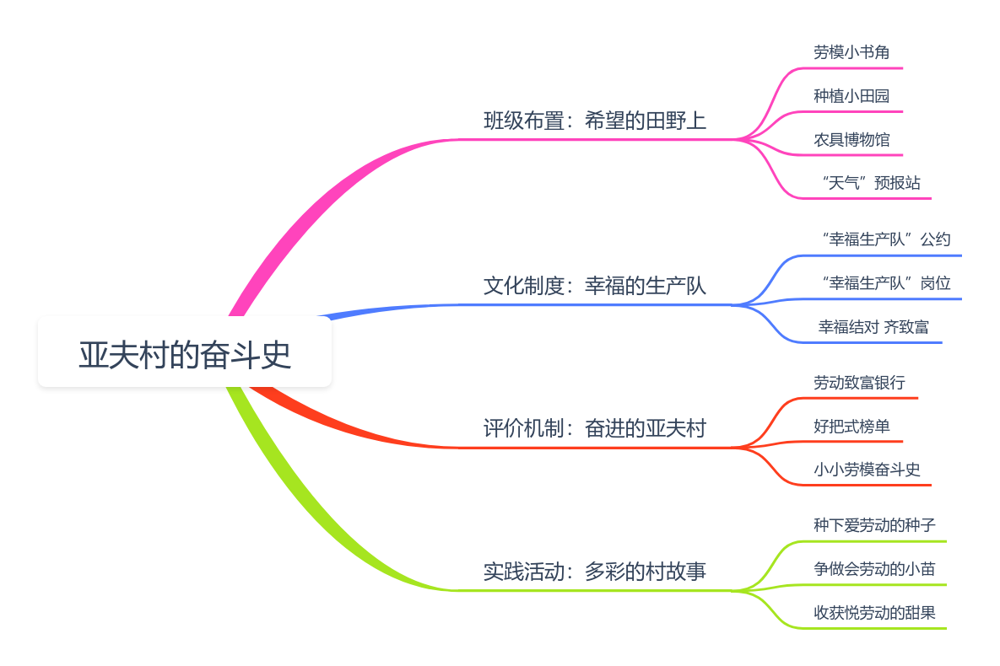 亚夫村的奋斗史
班级布置：希望的田野上
劳模小书角
种植小田园
农具博物馆
“天气”预报站
文化制度：幸福的生产队
“幸福生产队”公约
“幸福生产队”岗位
幸福结对 齐致富
评价机制：奋进的亚夫村
劳动致富银行
好把式榜单
小小劳模奋斗史
实践活动：多彩的村故事
种下爱劳动的种子
争做会劳动的小苗
收获悦劳动的甜果